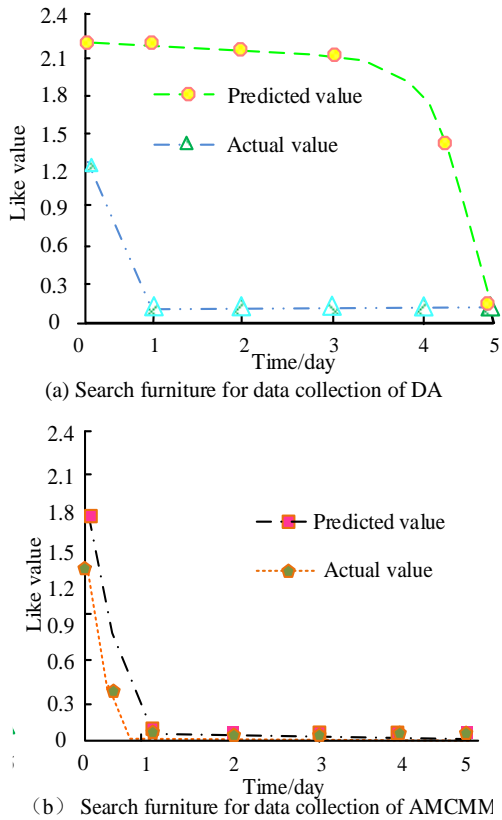 2.4
2.1
1.8
1.5
1.2
0.9
0.6
0.3
0
Like value
Predicted value
Actual value
0 1 2 3 4 5
Time/day
(a) Search furniture for data collection of DA
2.4
2.1
1.8
1.5
0.9
0.6
0.3
0
Like value
Predicted value
Actual value
0 1 2 3 4 5
Time/day
（b） Search furniture for data collection of AMCMM